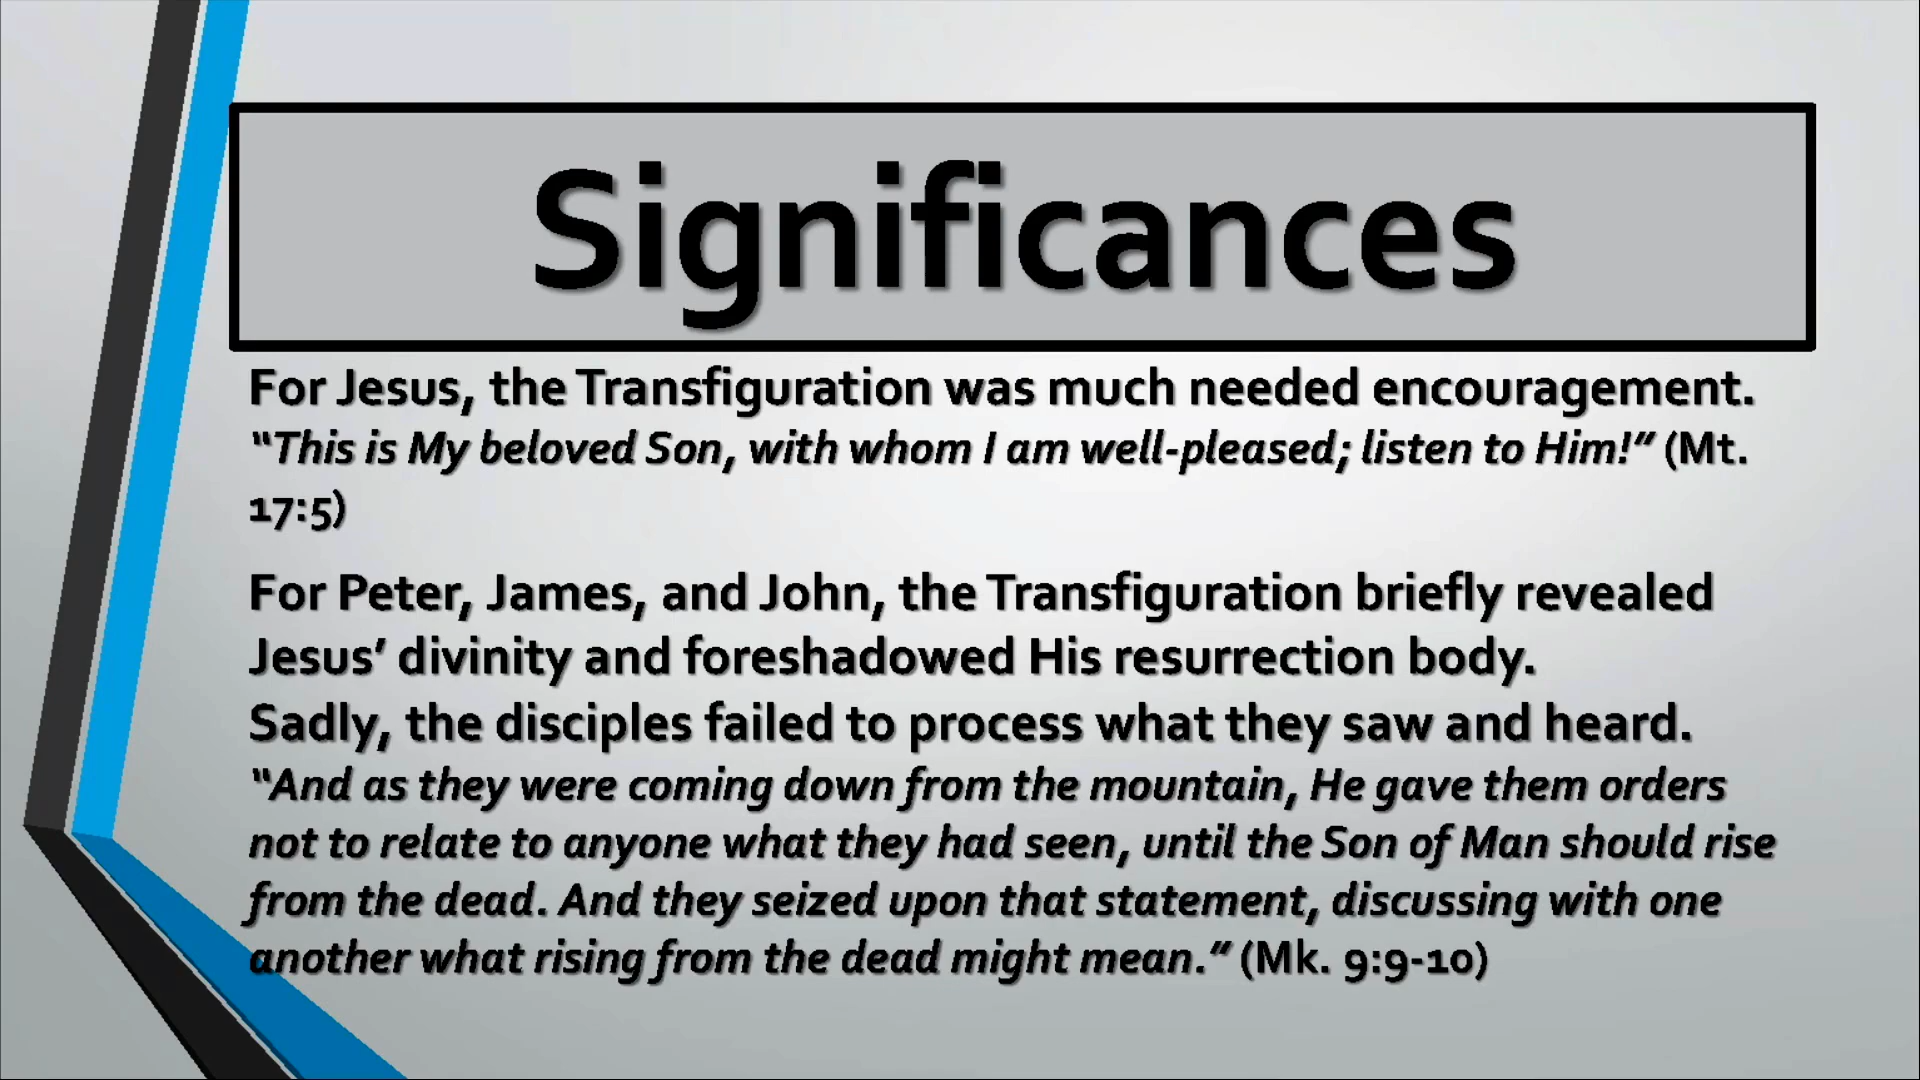 Significances
For Jesus, the Transfiguration was much needed encouragement.
“This is My beloved Son, with whom I am well-pleased; listen to Him!” (Mt.
17:5)
For Peter, James, and John, the Transfiguration briefly revealed
Jesus’ divinity and foreshadowed His resurrection body.
Sadly, the disciples failed to process what they saw and heard.
“And as they were coming down from the mountain, He gave them orders
not to relate to anyone what they had seen, until the Son of Man should rise
from the dead. And they seized upon that statement, discussing with one
another what rising from the dead might mean.” (Mk. 9:9-10)